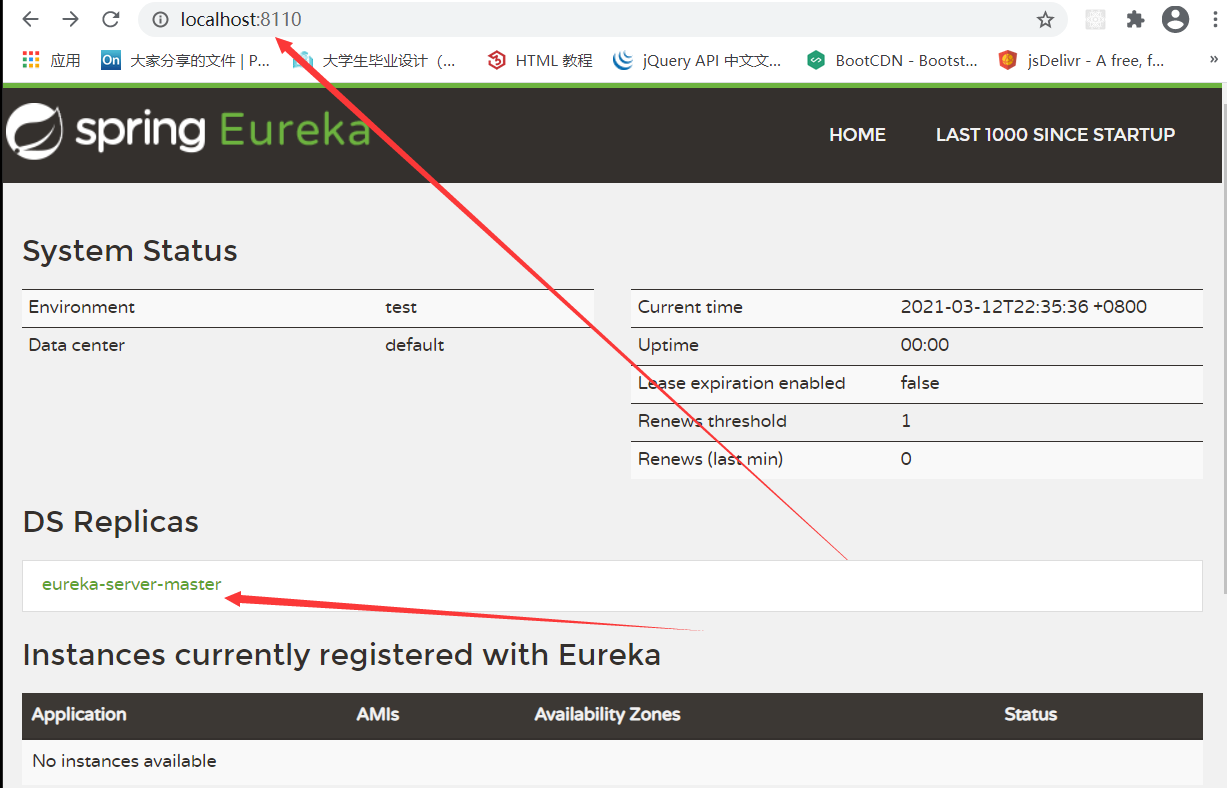 localhost:8110
应用 大家分享的文件 | P... 大学生毕业设计（... HTML 教程 jQuery API 中文文... BootCDN - Bootst... jsDelivr - A free, f... »
spring Eureka HOME LAST 1000 SINCE STARTUP
System Status
Environment test
Data center default
Current time 2021-03-12T22:35:36 +0800
Uptime 00:00
Lease expiration enabled false
Renews threshold 1
Renews (last min) 0
DS Replicas
eureka-server-master
Instances currently registered with Eureka
Application AMIs Availability Zones Status
No instances available